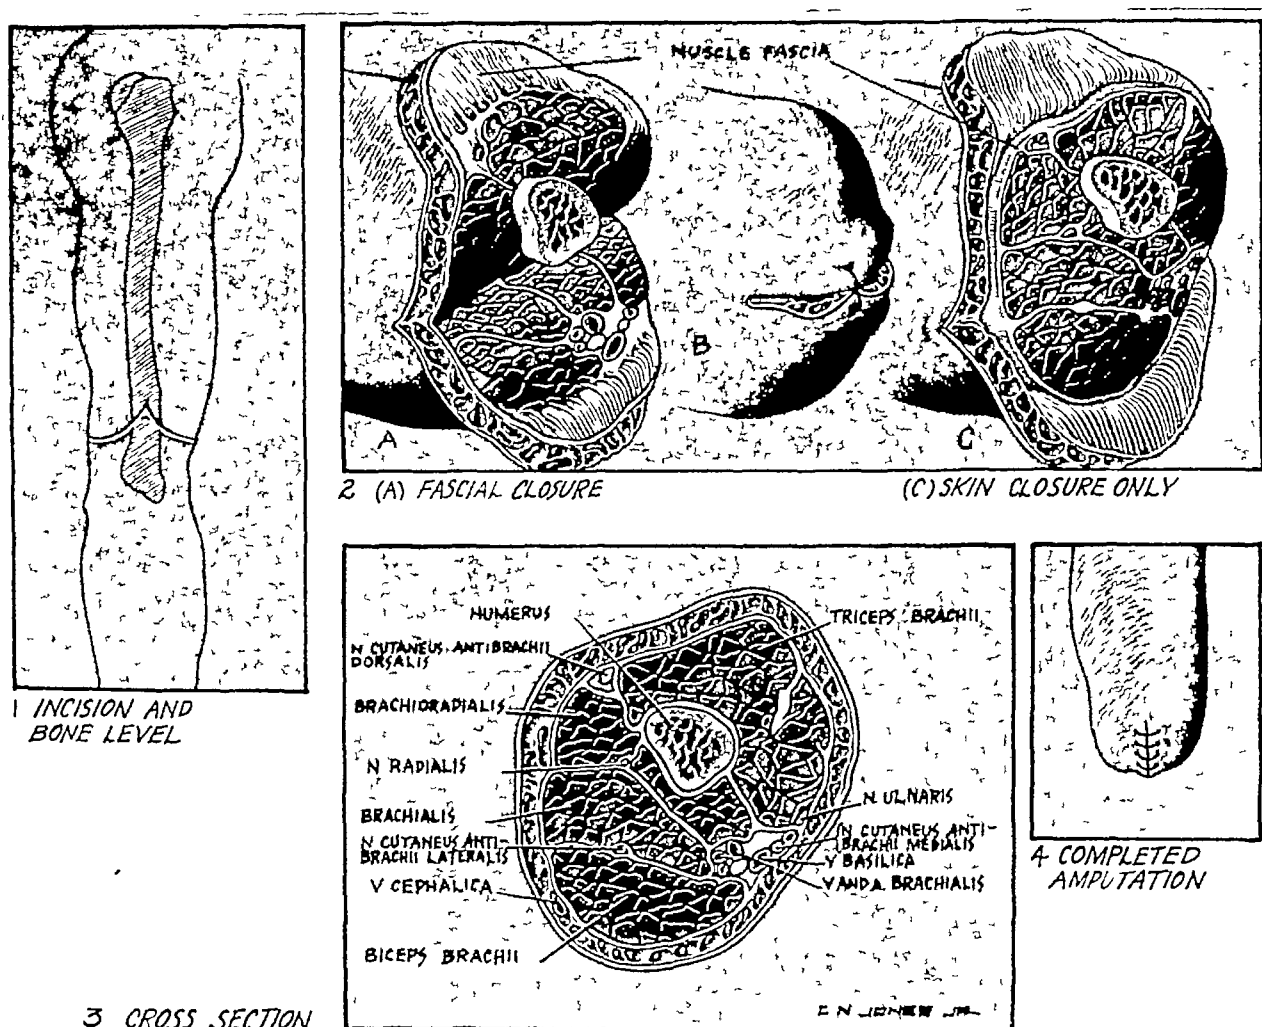 MUSCLE FASCIA
A
B
C
1 INCISION AND
BONE LEVEL
2 (A) FASCIAL CLOSURE
(C) SKIN CLOSURE ONLY
HUMERUS
N CUTANEUS ANTIBRACHII
DORSALIS
BRACHIORADIALIS
N RADIALIS
BRACHIALIS
N CUTANEUS ANTI-
BRACHII LATERALIS
V CEPHALICA
BICEPS BRACHII
TRICEPS BRACHII
N. ULNARIS
N CUTANEUS ANTI-
BRACHII MEDIALIS
V BASILICA
V AND A. BRACHIALIS
3 CROSS SECTION
4 COMPLETED
AMPUTATION